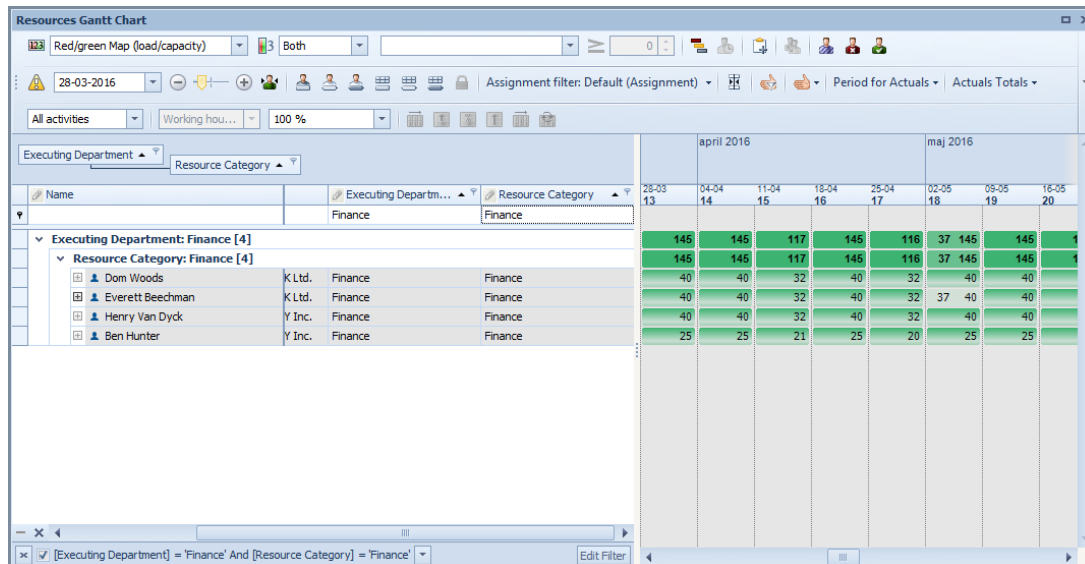 Resources Gantt Chart
123 Red/green Map (load/capacity) 3 Both ≥ 0
28-03-2016 Assignment filter: Default (Assignment) Period for Actuals Actuals Totals
All activities Working hou... 100 %
Executing Department
Resource Category
april 2016 maj 2016
28-03 04-04 11-04 18-04 25-04 02-05 09-05 16-05
Name Executing Departm... Resource Category 13 14 15 16 17 18 19 20
Finance Finance
Executing Department: Finance [4] 145 145 117 145 116 37 145 145 1
Resource Category: Finance [4] 145 145 117 145 116 37 145 145 1
Dom Woods K Ltd. Finance Finance 40 40 32 40 32 40 40
Everett Beechman K Ltd. Finance Finance 40 40 32 40 32 37 40 40
Henry Van Dyck Y Inc. Finance Finance 40 40 32 40 32 40 40
Ben Hunter Y Inc. Finance Finance 25 25 21 25 20 25 25
[Executing Department] = 'Finance' And [Resource Category] = 'Finance' Edit Filter